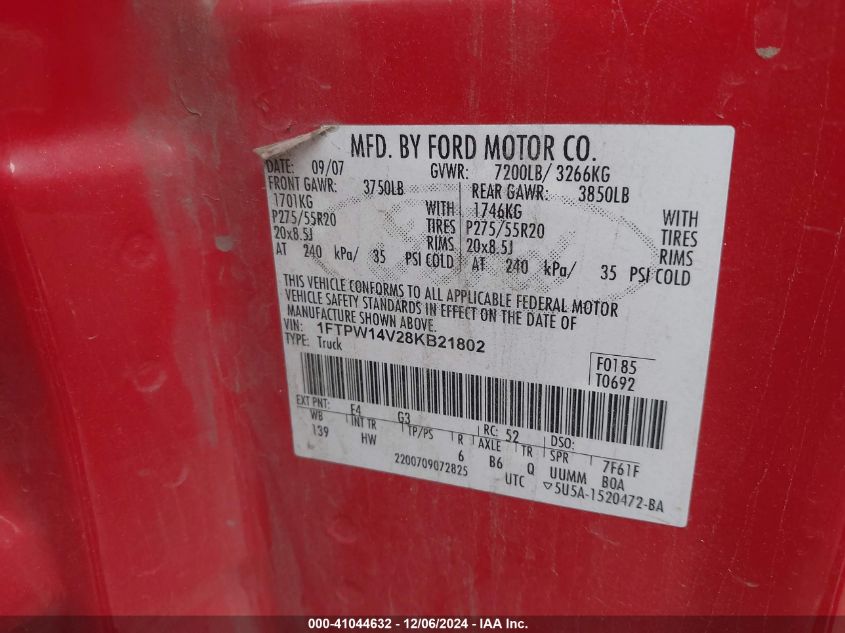 MFD. BY FORD MOTOR CO.
DATE: 09/07 GVWR: 7200LB/ 3266KG
FRONT GAWR: 3750LB REAR GAWR: 3850LB
1701KG WITH 1746KG WITH
P275/55R20 TIRES P275/55R20 TIRES
20x8.5J RIMS 20x8.5J RIMS
AT 240 kPa/ 35 PSI COLD AT 240 kPa/ 35 PSI COLD
THIS VEHICLE CONFORMS TO ALL APPLICABLE FEDERAL MOTOR
VEHICLE SAFETY STANDARDS IN EFFECT ON THE DATE OF
MANUFACTURE SHOWN ABOVE.
VIN: 1FTPW14V28KB21802
TYPE: Truck
F0185
T0692
EXT PNT: F4 G3 RC: 52 DSO:
WB INT TR TP/PS R AXLE TR SPR 7F61F
139 HW 6 B6 Q UUMM B0A
2200709072825 UTC ▽5U5A-1520472-BA
000-41044632 - 12/06/2024 - IAA Inc.